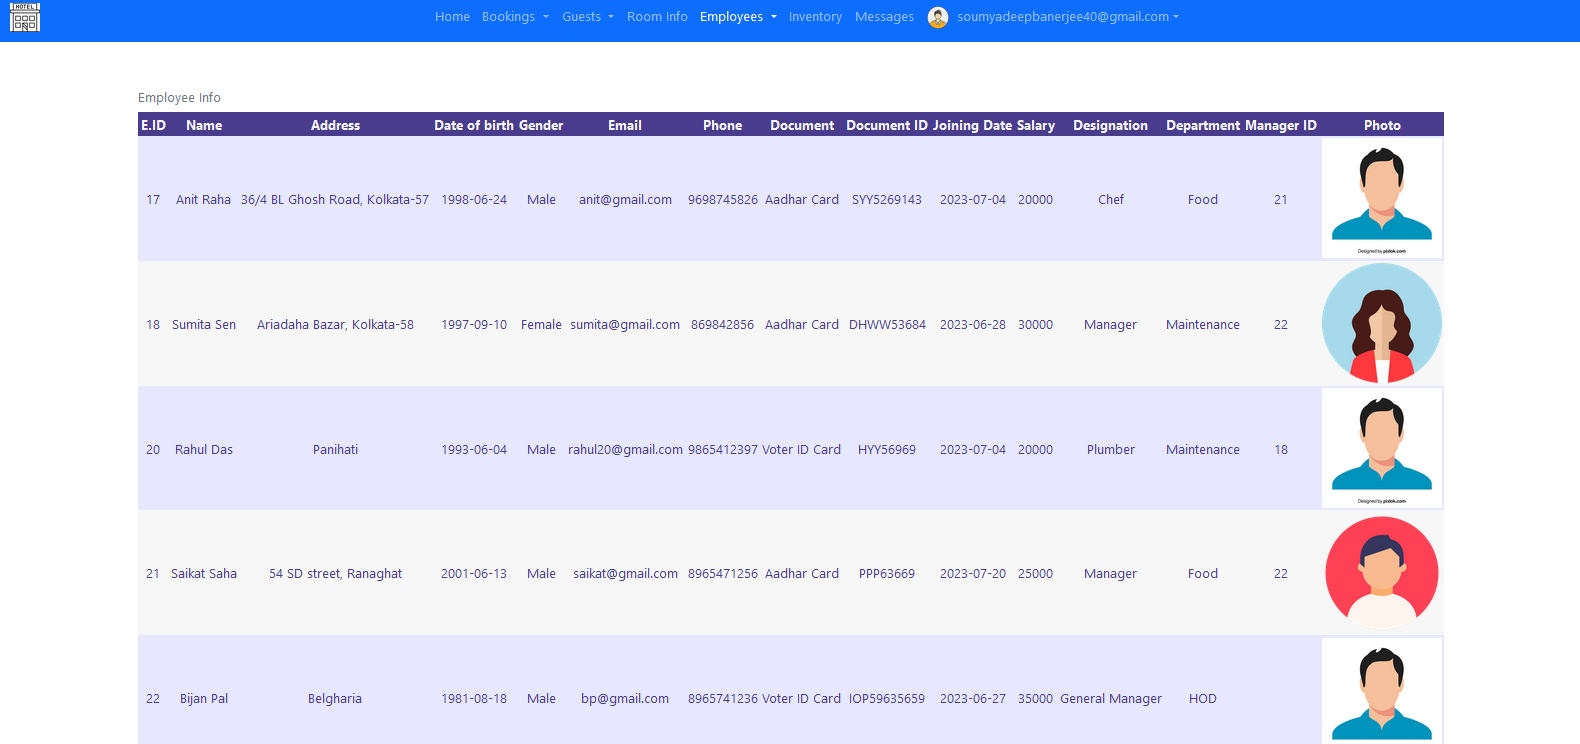 HOTEL
Home Bookings Guests Room Info Employees Inventory Messages soumyadeepbanerjee40@gmail.com
Employee Info
E.ID Name Address Date of birth Gender Email Phone Document Document ID Joining Date Salary Designation Department Manager ID Photo
17 Anit Raha 36/4 BL Ghosh Road, Kolkata-57 1998-06-24 Male anit@gmail.com 9698745826 Aadhar Card SYY5269143 2023-07-04 20000 Chef Food 21
Designed by pixlok.com
18 Sumita Sen Ariadaha Bazar, Kolkata-58 1997-09-10 Female sumita@gmail.com 869842856 Aadhar Card DHWW53684 2023-06-28 30000 Manager Maintenance 22
20 Rahul Das Panihati 1993-06-04 Male rahul20@gmail.com 9865412397 Voter ID Card HYY56969 2023-07-04 20000 Plumber Maintenance 18
Designed by pixlok.com
21 Saikat Saha 54 SD street, Ranaghat 2001-06-13 Male saikat@gmail.com 8965471256 Aadhar Card PPP63669 2023-07-20 25000 Manager Food 22
22 Bijan Pal Belgharia 1981-08-18 Male bp@gmail.com 8965741236 Voter ID Card IOP59635659 2023-06-27 35000 General Manager HOD